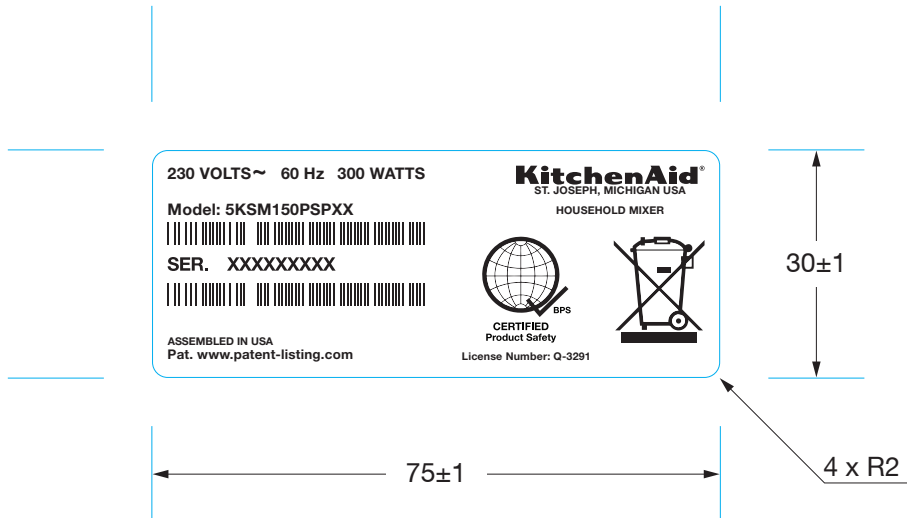 230 VOLTS~ 60 Hz 300 WATTS
Model: 5KSM150PSPXX
SER. XXXXXXXXX
ASSEMBLED IN USA
Pat. www.patent-listing.com
KitchenAid®
ST. JOSEPH, MICHIGAN USA
HOUSEHOLD MIXER
BPS
CERTIFIED
Product Safety
License Number: Q-3291
30±1
75±1
4 x R2